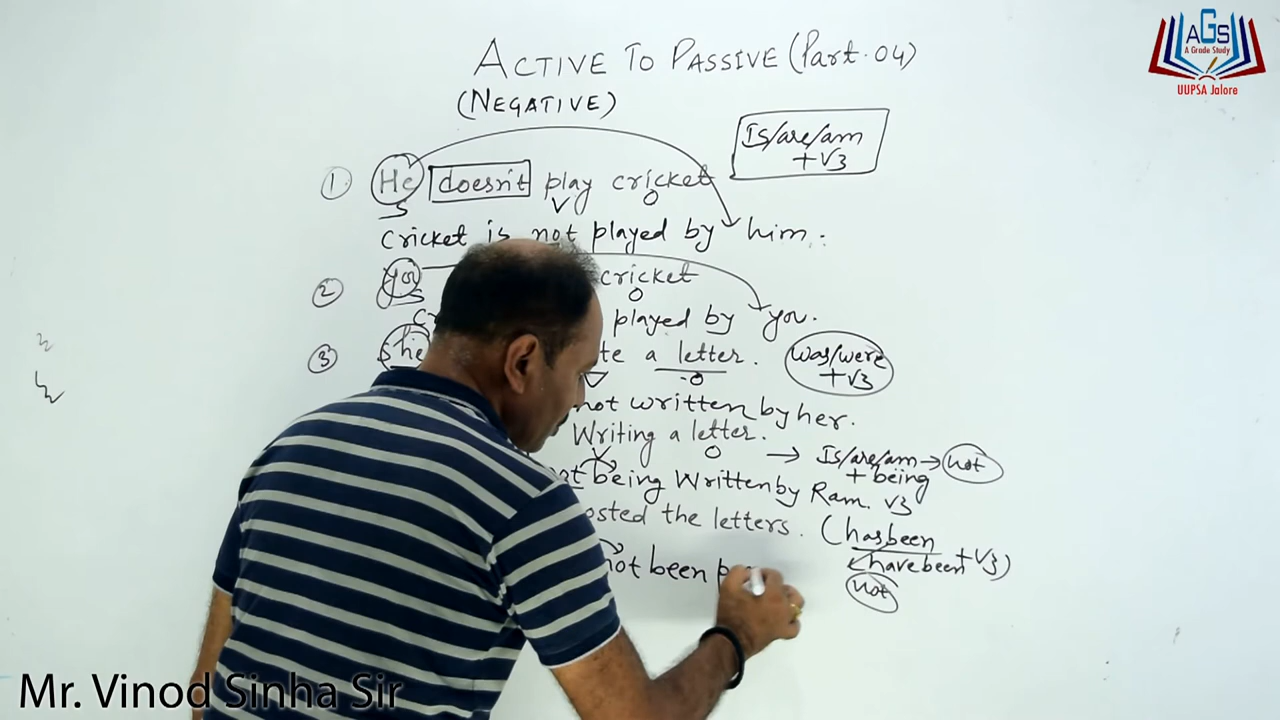 ACTIVE TO PASSIVE (Part.04)
(NEGATIVE)
Is/are/am
+V3
1. He doesn't play cricket
S V O
Cricket is not played by him.
2 you cricket
S O
played by you.
3 She a letter.
O
was/were
+V3
not written by her.
Writing a letter.
V O
→ Is/are/am → not
+ being
V3
being Written by Ram.
the letters.
(has been
have been +V3)
not
not been
AGS
A Grade Study
UUPSA Jalore
Mr. Vinod Sinha Sir